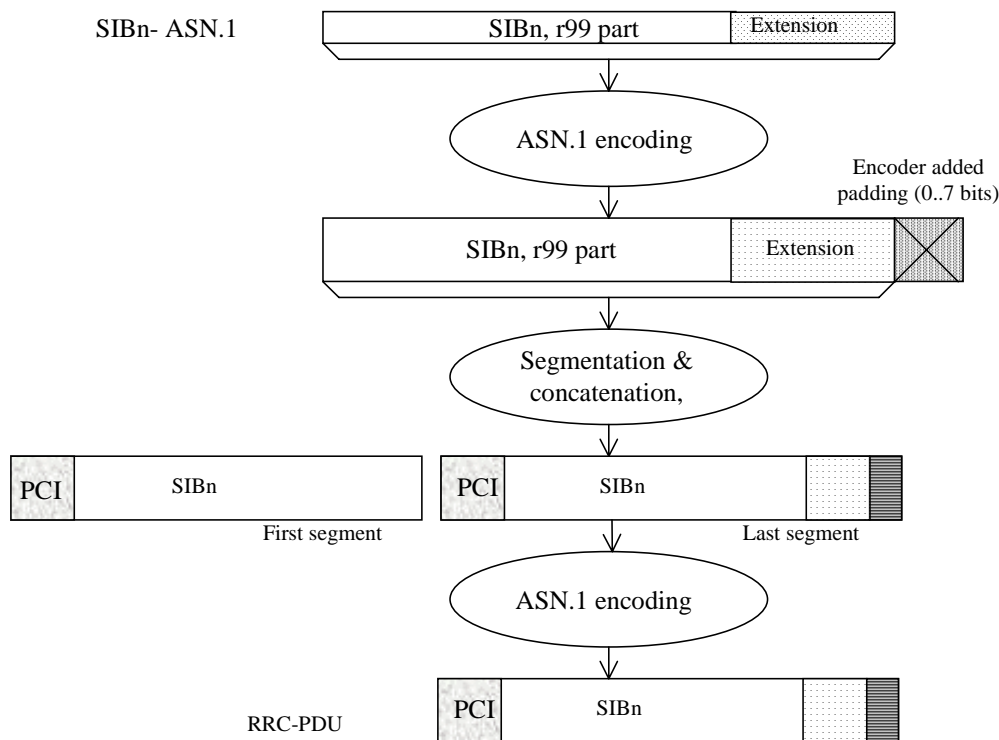 SIBn- ASN.1
SIBn, r99 part
Extension
ASN.1 encoding
Encoder added
padding (0..7 bits)
SIBn, r99 part
Extension
Segmentation &
concatenation,
PCI
SIBn
PCI
SIBn
First segment
Last segment
ASN.1 encoding
PCI
SIBn
RRC-PDU